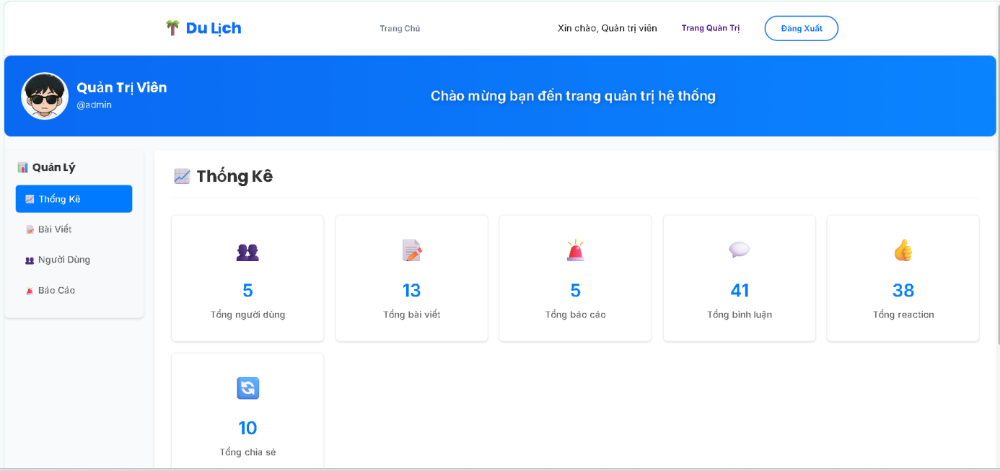 Du Lịch
Trang Chủ
Xin chào, Quản trị viên
Trang Quản Trị
Đăng Xuất
Quản Trị Viên
@admin
Chào mừng bạn đến trang quản trị hệ thống
Quản Lý
Thống Kê
Bài Viết
Người Dùng
Báo Cáo
Thống Kê
5
Tổng người dùng
13
Tổng bài viết
5
Tổng báo cáo
41
Tổng bình luận
38
Tổng reaction
10
Tổng chia sẻ